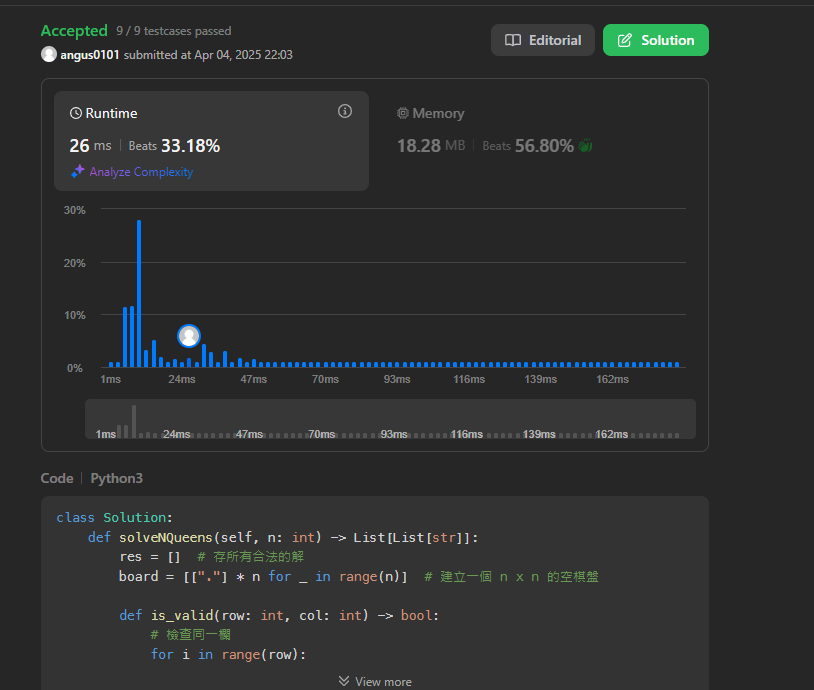 Accepted 9 / 9 testcases passed
angus0101 submitted at Apr 04, 2025 22:03
Editorial
Solution
Runtime
26 ms | Beats 33.18%
Analyze Complexity
Memory
18.28 MB | Beats 56.80%
30%
20%
10%
0%
1ms 24ms 47ms 70ms 93ms 116ms 139ms 162ms
1ms 24ms 47ms 70ms 93ms 116ms 139ms 162ms
Code | Python3
class Solution:
    def solveNQueens(self, n: int) -> List[List[str]]:
        res = []  # 存所有合法的解
        board = [["."] * n for _ in range(n)]  # 建立一個 n x n 的空棋盤
        def is_valid(row: int, col: int) -> bool:
            # 檢查同一欄
            for i in range(row):
View more